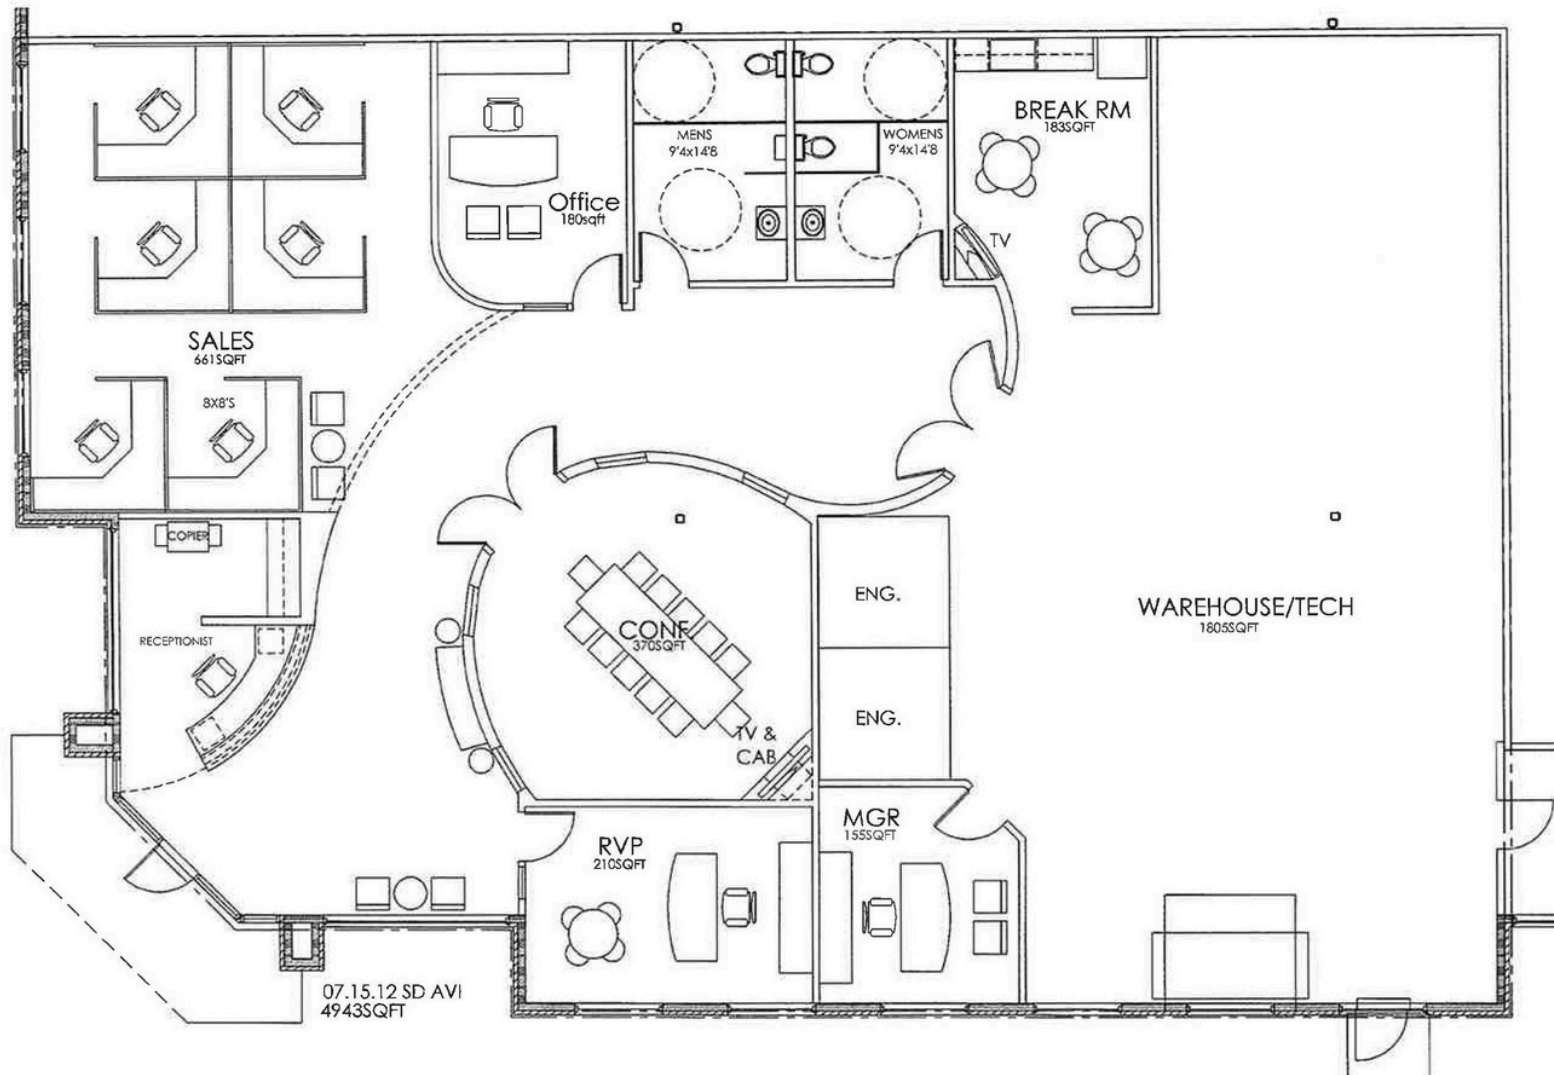 BREAK RM
183SQFT
MENS
9'4x14'8
WOMENS
9'4x14'8
Office
180sqft
TV
SALES
661SQFT
8X8'S
COPIER
RECEPTIONIST
CONF
370SQFT
TV &
CAB
ENG.
ENG.
WAREHOUSE/TECH
1805SQFT
MGR
155SQFT
RVP
210SQFT
07.15.12 SD AVI
4943SQFT